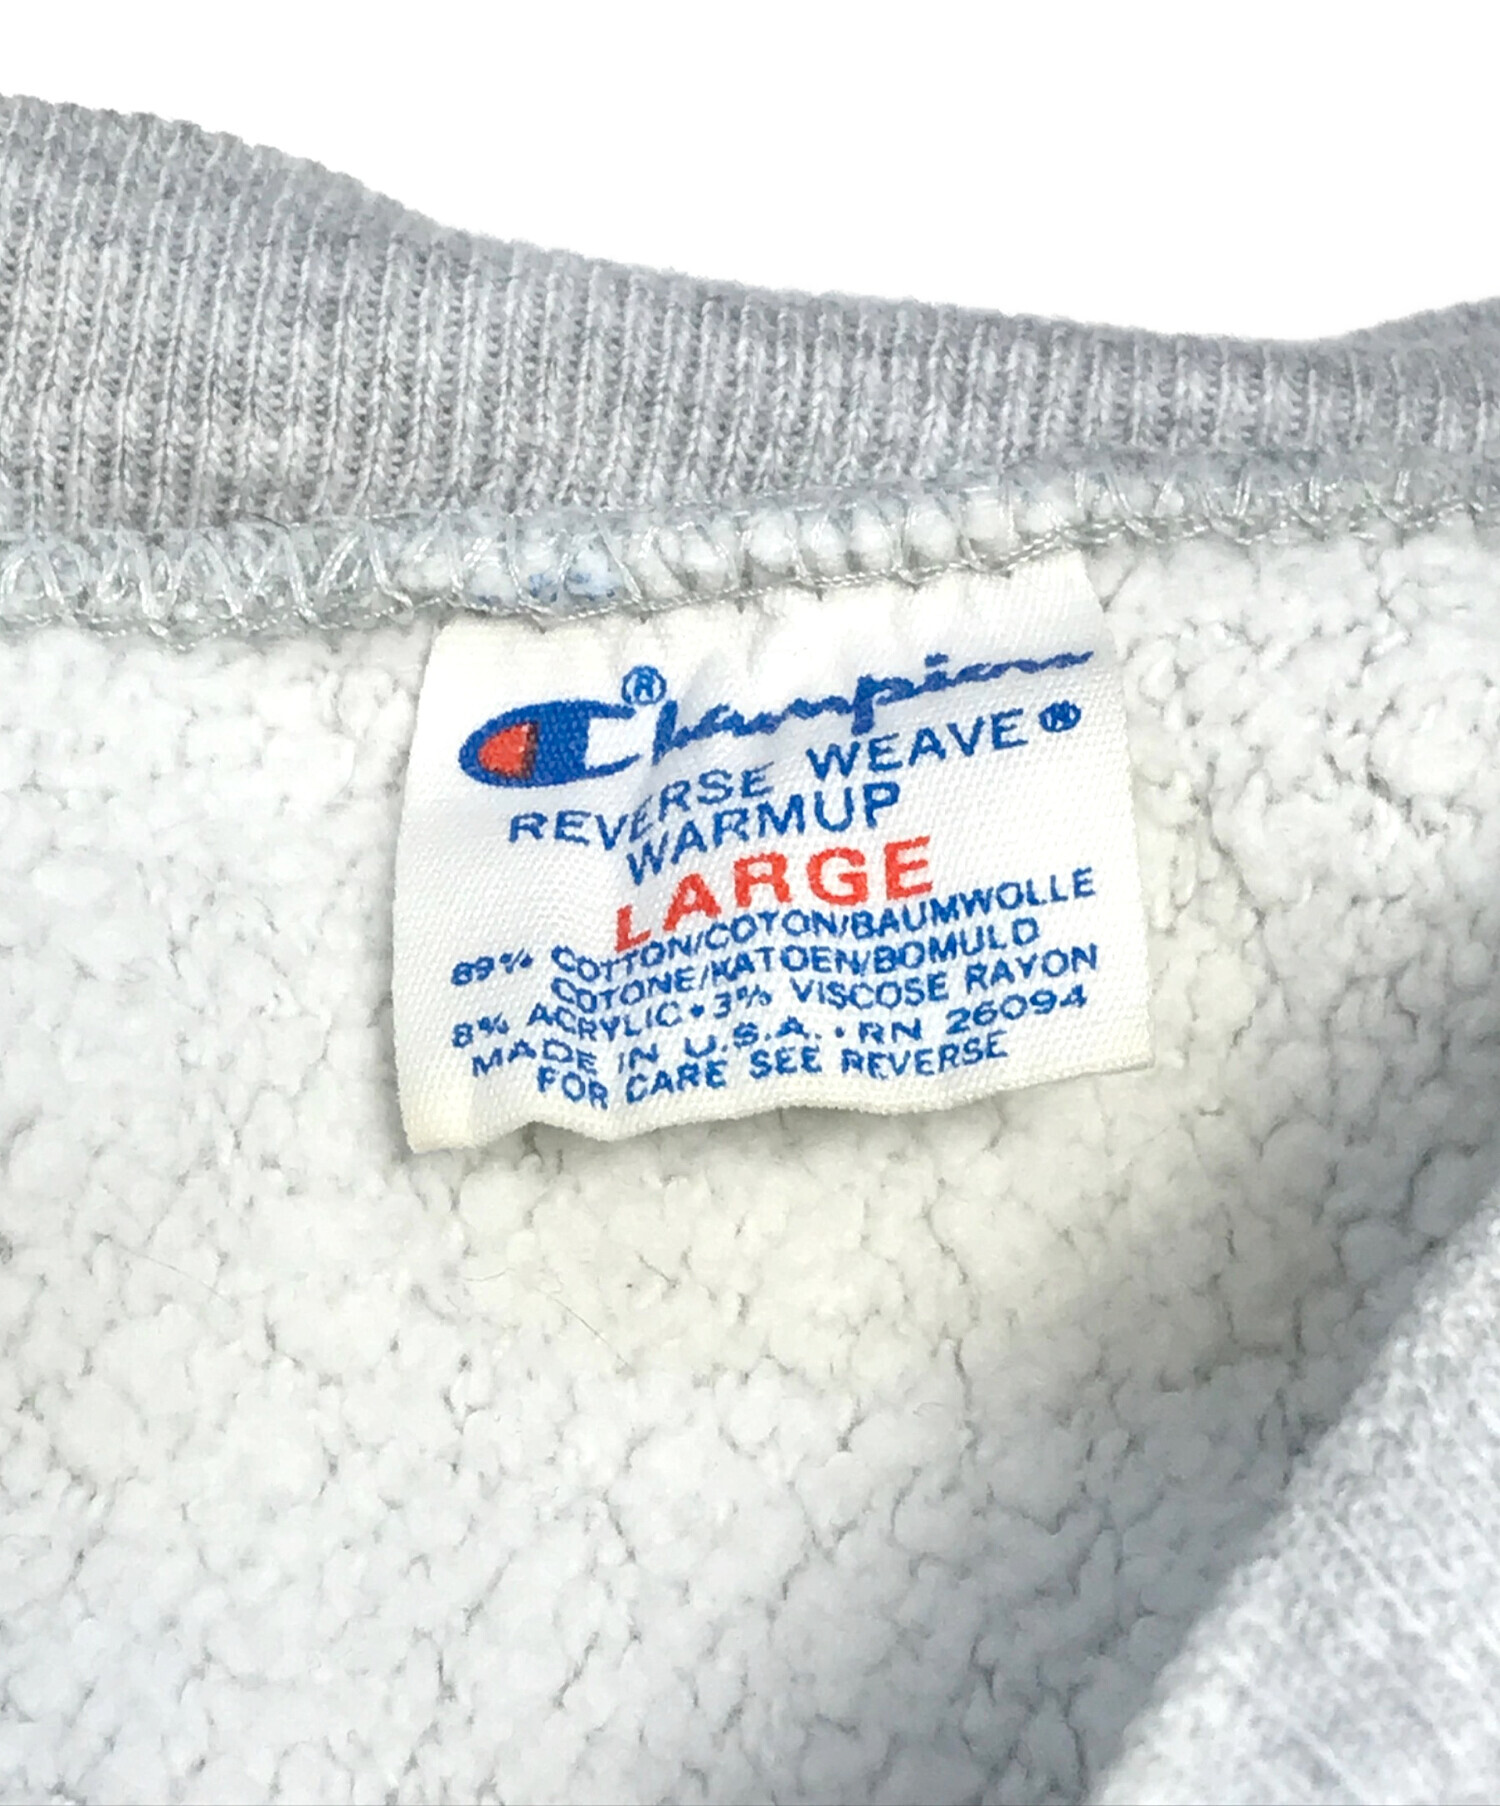 Champion®
REVERSE WEAVE®
WARMUP
LARGE
89% COTTON/COTON/BAUMWOLLE
COTONE/KATOEN/BOMULD
8% ACRYLIC•3% VISCOSE RAYON
MADE IN U.S.A.•RN 26094
FOR CARE SEE REVERSE